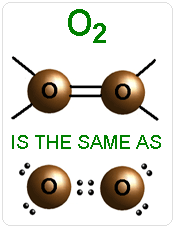 O₂
O O
IS THE SAME AS
O O